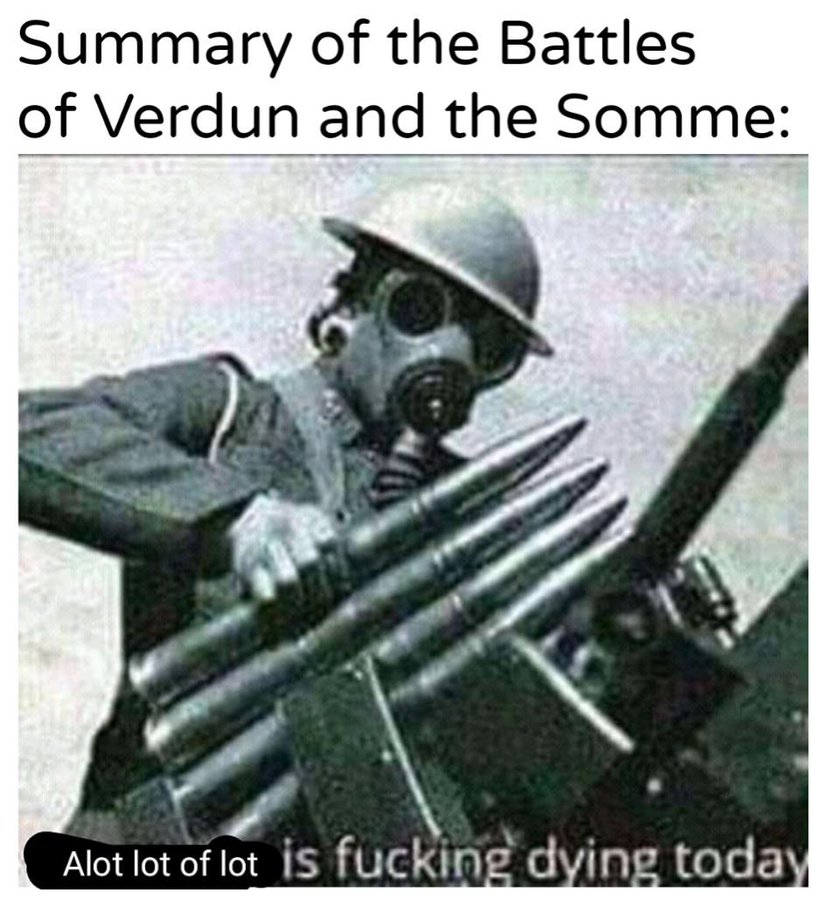 Summary of the Battles
of Verdun and the Somme:
Alot lot of lot is fucking dying today